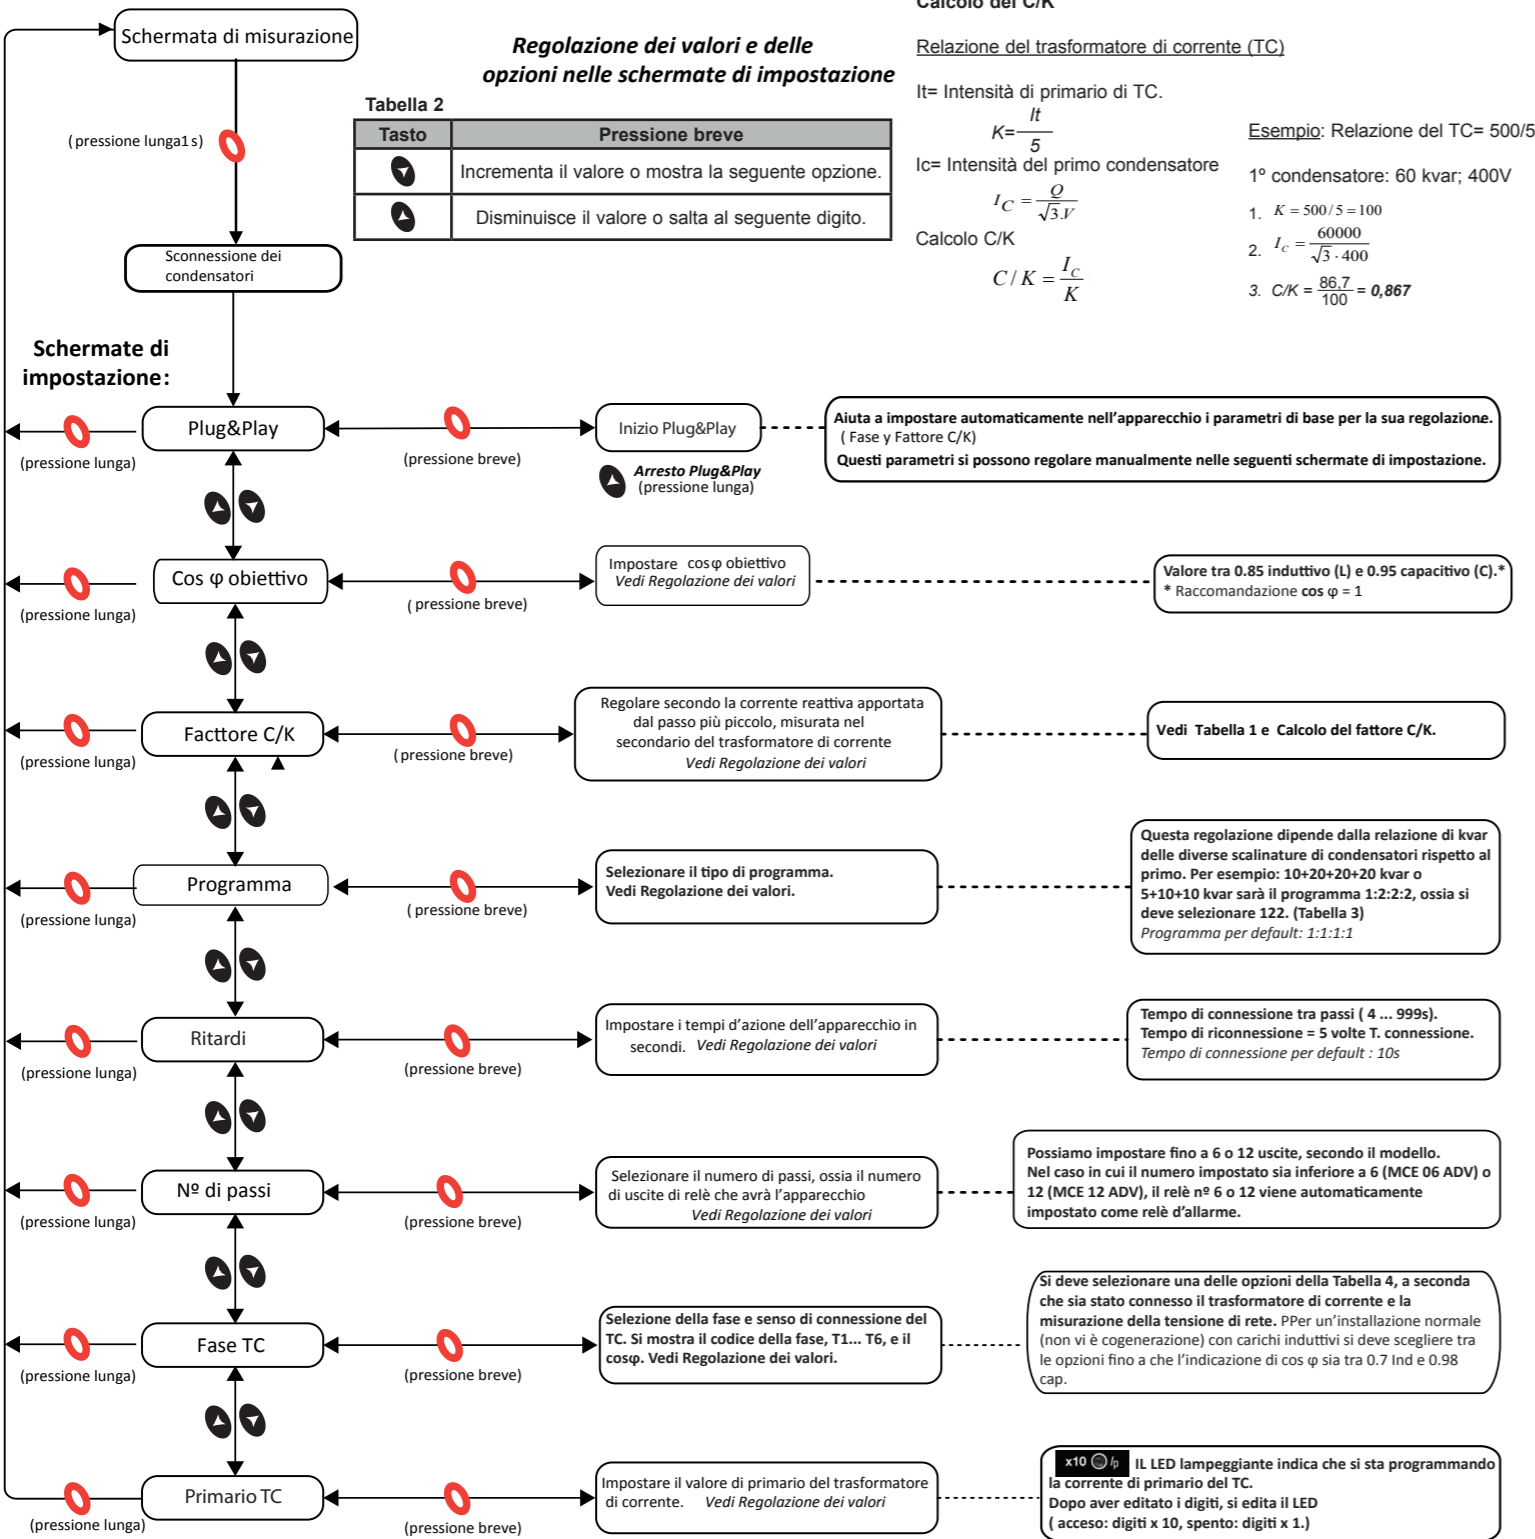 Calcolo del C/K
Schermata di misurazione
Regolazione dei valori e delle
opzioni nelle schermate di impostazione
Relazione del trasformatore di corrente (TC)
Tabella 2
Tasto Pressione breve
Incrementa il valore o mostra la seguente opzione.
Disminuisce il valore o salta al seguente digito.
It= Intensità di primario di TC.
K= It / 5
Ic= Intensità del primo condensatore
I_C = Q / √3.V
Calcolo C/K
C / K = I_C / K
Esempio: Relazione del TC= 500/5
1º condensatore: 60 kvar; 400V
1. K = 500 / 5 = 100
2. I_C = 60000 / √3 · 400
3. C/K = 86,7 / 100 = 0,867
( pressione lunga1 s)
Sconnessione dei
condensatori
Schermate di
impostazione:
Plug&Play
(pressione lunga)
(pressione breve)
Inizio Plug&Play
Arresto Plug&Play
(pressione lunga)
Aiuta a impostare automaticamente nell'apparecchio i parametri di base per la sua regolazione.
( Fase y Fattore C/K)
Questi parametri si possono regolare manualmente nelle seguenti schermate di impostazione.
Cos φ obiettivo
(pressione lunga)
( pressione breve)
Impostare cosφ obiettivo
Vedi Regolazione dei valori
Valore tra 0.85 induttivo (L) e 0.95 capacitivo (C).*
* Raccomandazione cos φ = 1
Facttore C/K
(pressione lunga)
( pressione breve)
Regolare secondo la corrente reattiva apportata
dal passo più piccolo, misurata nel
secondario del trasformatore di corrente
Vedi Regolazione dei valori
Vedi Tabella 1 e Calcolo del fattore C/K.
Programma
(pressione lunga)
( pressione breve)
Selezionare il tipo di programma.
Vedi Regolazione dei valori.
Questa regolazione dipende dalla relazione di kvar
delle diverse scalinature di condensatori rispetto al
primo. Per esempio: 10+20+20+20 kvar o
5+10+10 kvar sarà il programma 1:2:2:2, ossia si
deve selezionare 122. (Tabella 3)
Programma per default: 1:1:1:1
Ritardi
(pressione lunga)
(pressione breve)
Impostare i tempi d'azione dell'apparecchio in
secondi. Vedi Regolazione dei valori
Tempo di connessione tra passi ( 4 ... 999s).
Tempo di riconnessione = 5 volte T. connessione.
Tempo di connessione per default : 10s
Nº di passi
(pressione lunga)
(pressione breve)
Selezionare il numero di passi, ossia il numero
di uscite di relè che avrà l'apparecchio
Vedi Regolazione dei valori
Possiamo impostare fino a 6 o 12 uscite, secondo il modello.
Nel caso in cui il numero impostato sia inferiore a 6 (MCE 06 ADV) o
12 (MCE 12 ADV), il relè nº 6 o 12 viene automaticamente
impostato come relè d'allarme.
Fase TC
(pressione lunga)
(pressione breve)
Selezione della fase e senso di connessione del
TC. Si mostra il codice della fase, T1... T6, e il
cosφ. Vedi Regolazione dei valori.
Si deve selezionare una delle opzioni della Tabella 4, a seconda
che sia stato connesso il trasformatore di corrente e la
misurazione della tensione di rete. PPer un'installazione normale
(non vi è cogenerazione) con carichi induttivi si deve scegliere tra
le opzioni fino a che l'indicazione di cos φ sia tra 0.7 Ind e 0.98
cap.
Primario TC
(pressione lunga)
(pressione breve)
Impostare il valore di primario del trasformatore
di corrente. Vedi Regolazione dei valori
x10 Ip IL LED lampeggiante indica che si sta programmando
la corrente di primario del TC.
Dopo aver editato i digiti, si edita il LED
( acceso: digiti x 10, spento: digiti x 1.)